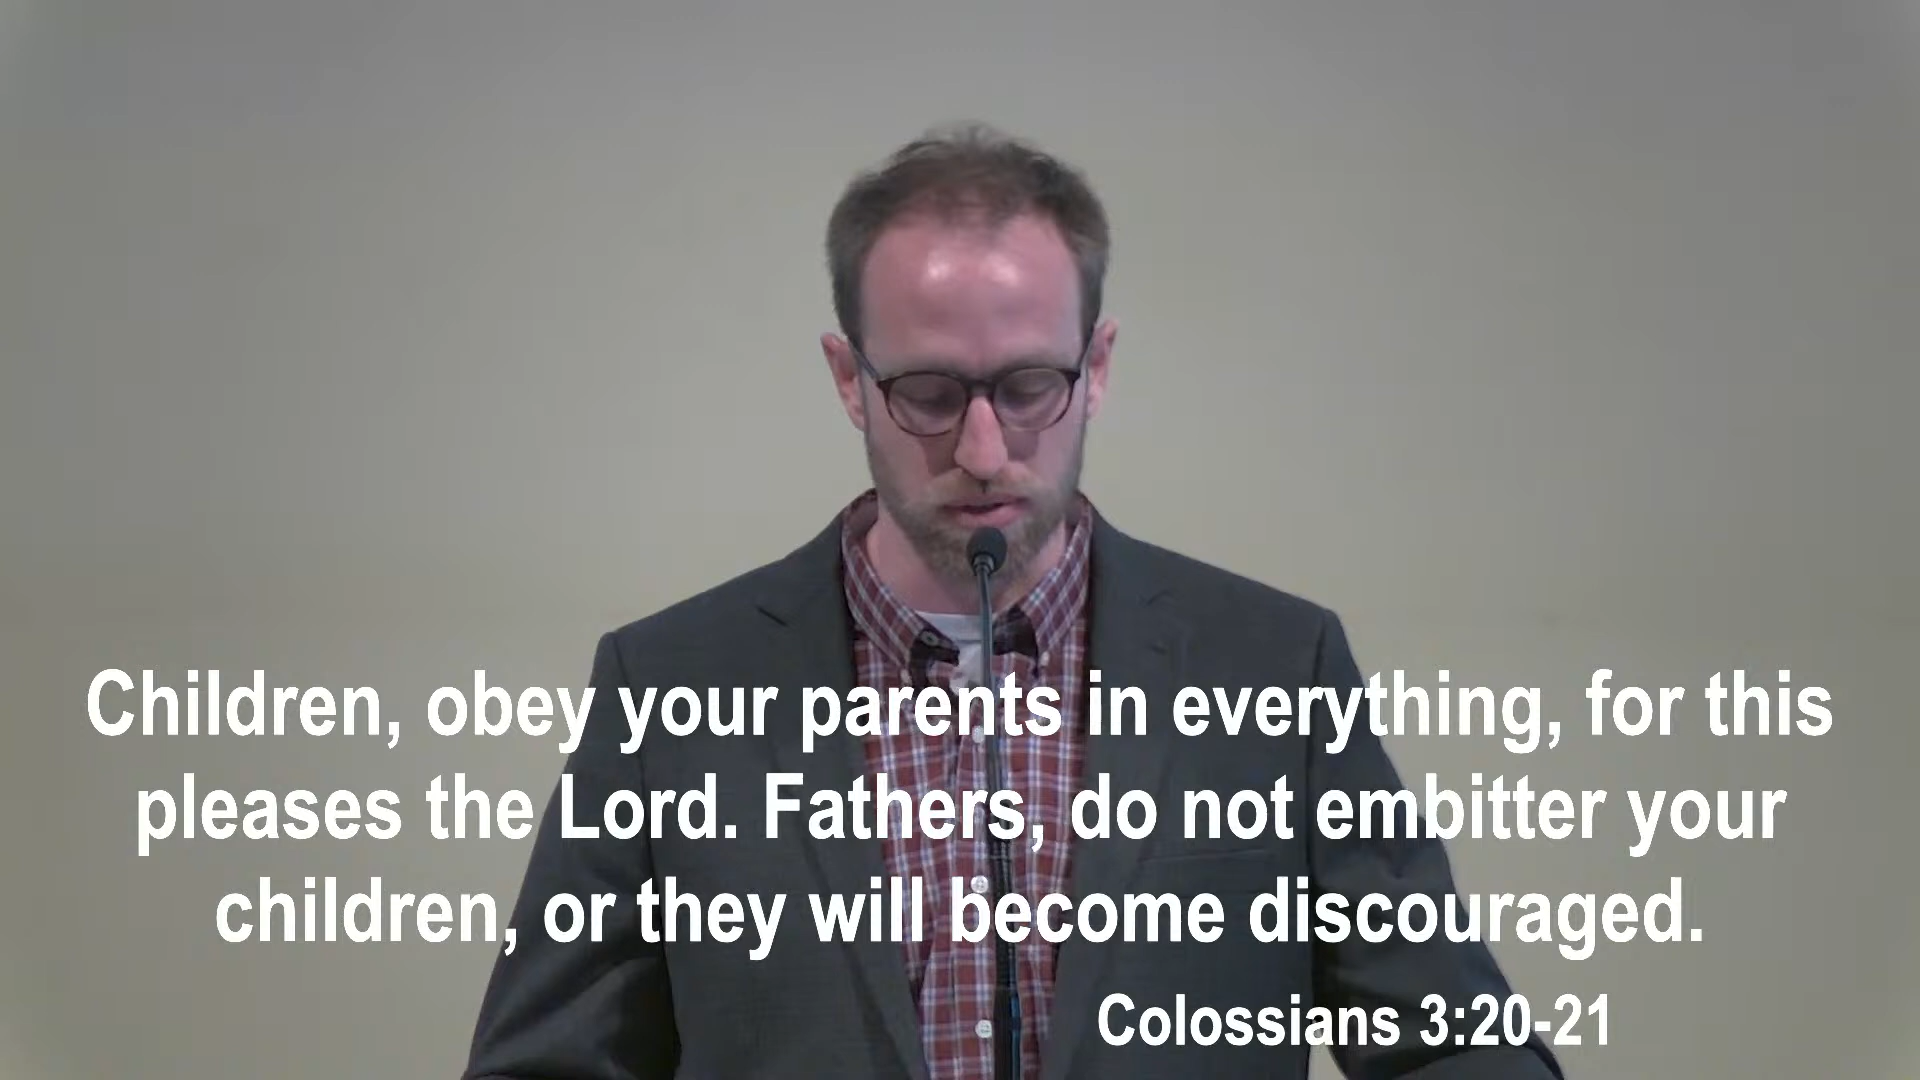 Children, obey your parents in everything, for this
pleases the Lord. Fathers, do not embitter your
children, or they will become discouraged.
Colossians 3:20-21